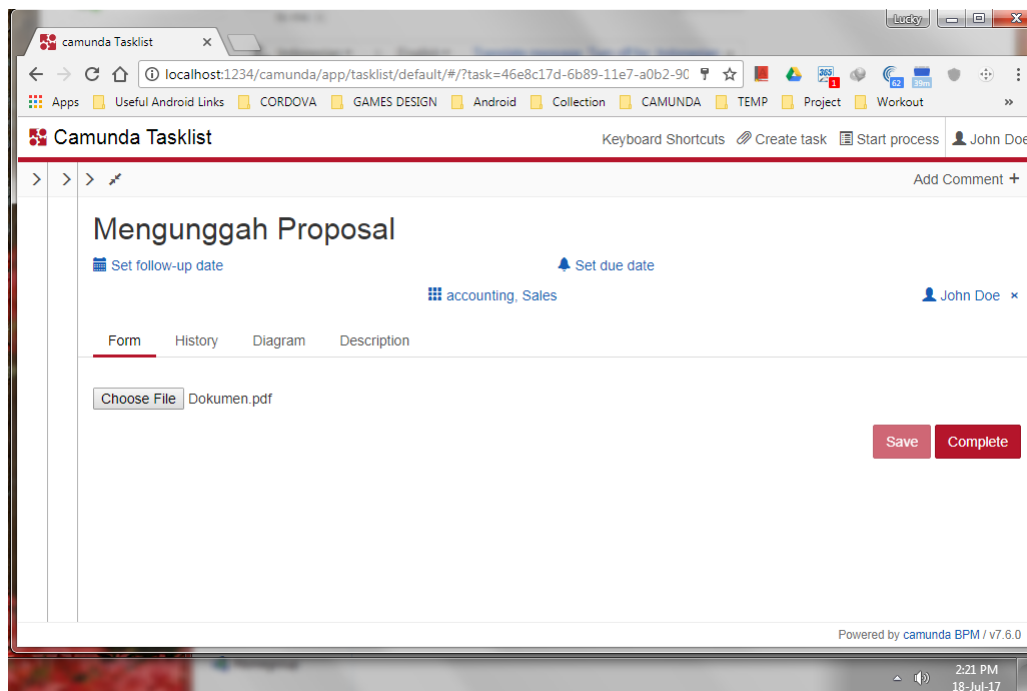 Lucky
camunda Tasklist
localhost:1234/camunda/app/tasklist/default/#/?task=46e8c17d-6b89-11e7-a0b2-90
365
1
62
39m
Apps Useful Android Links CORDOVA GAMES DESIGN Android Collection CAMUNDA TEMP Project Workout »
Camunda Tasklist Keyboard Shortcuts Create task Start process John Doe
Add Comment +
Mengunggah Proposal
Set follow-up date Set due date
accounting, Sales John Doe ×
Form History Diagram Description
Choose File Dokumen.pdf
Save Complete
Powered by camunda BPM / v7.6.0
2:21 PM
18-Jul-17